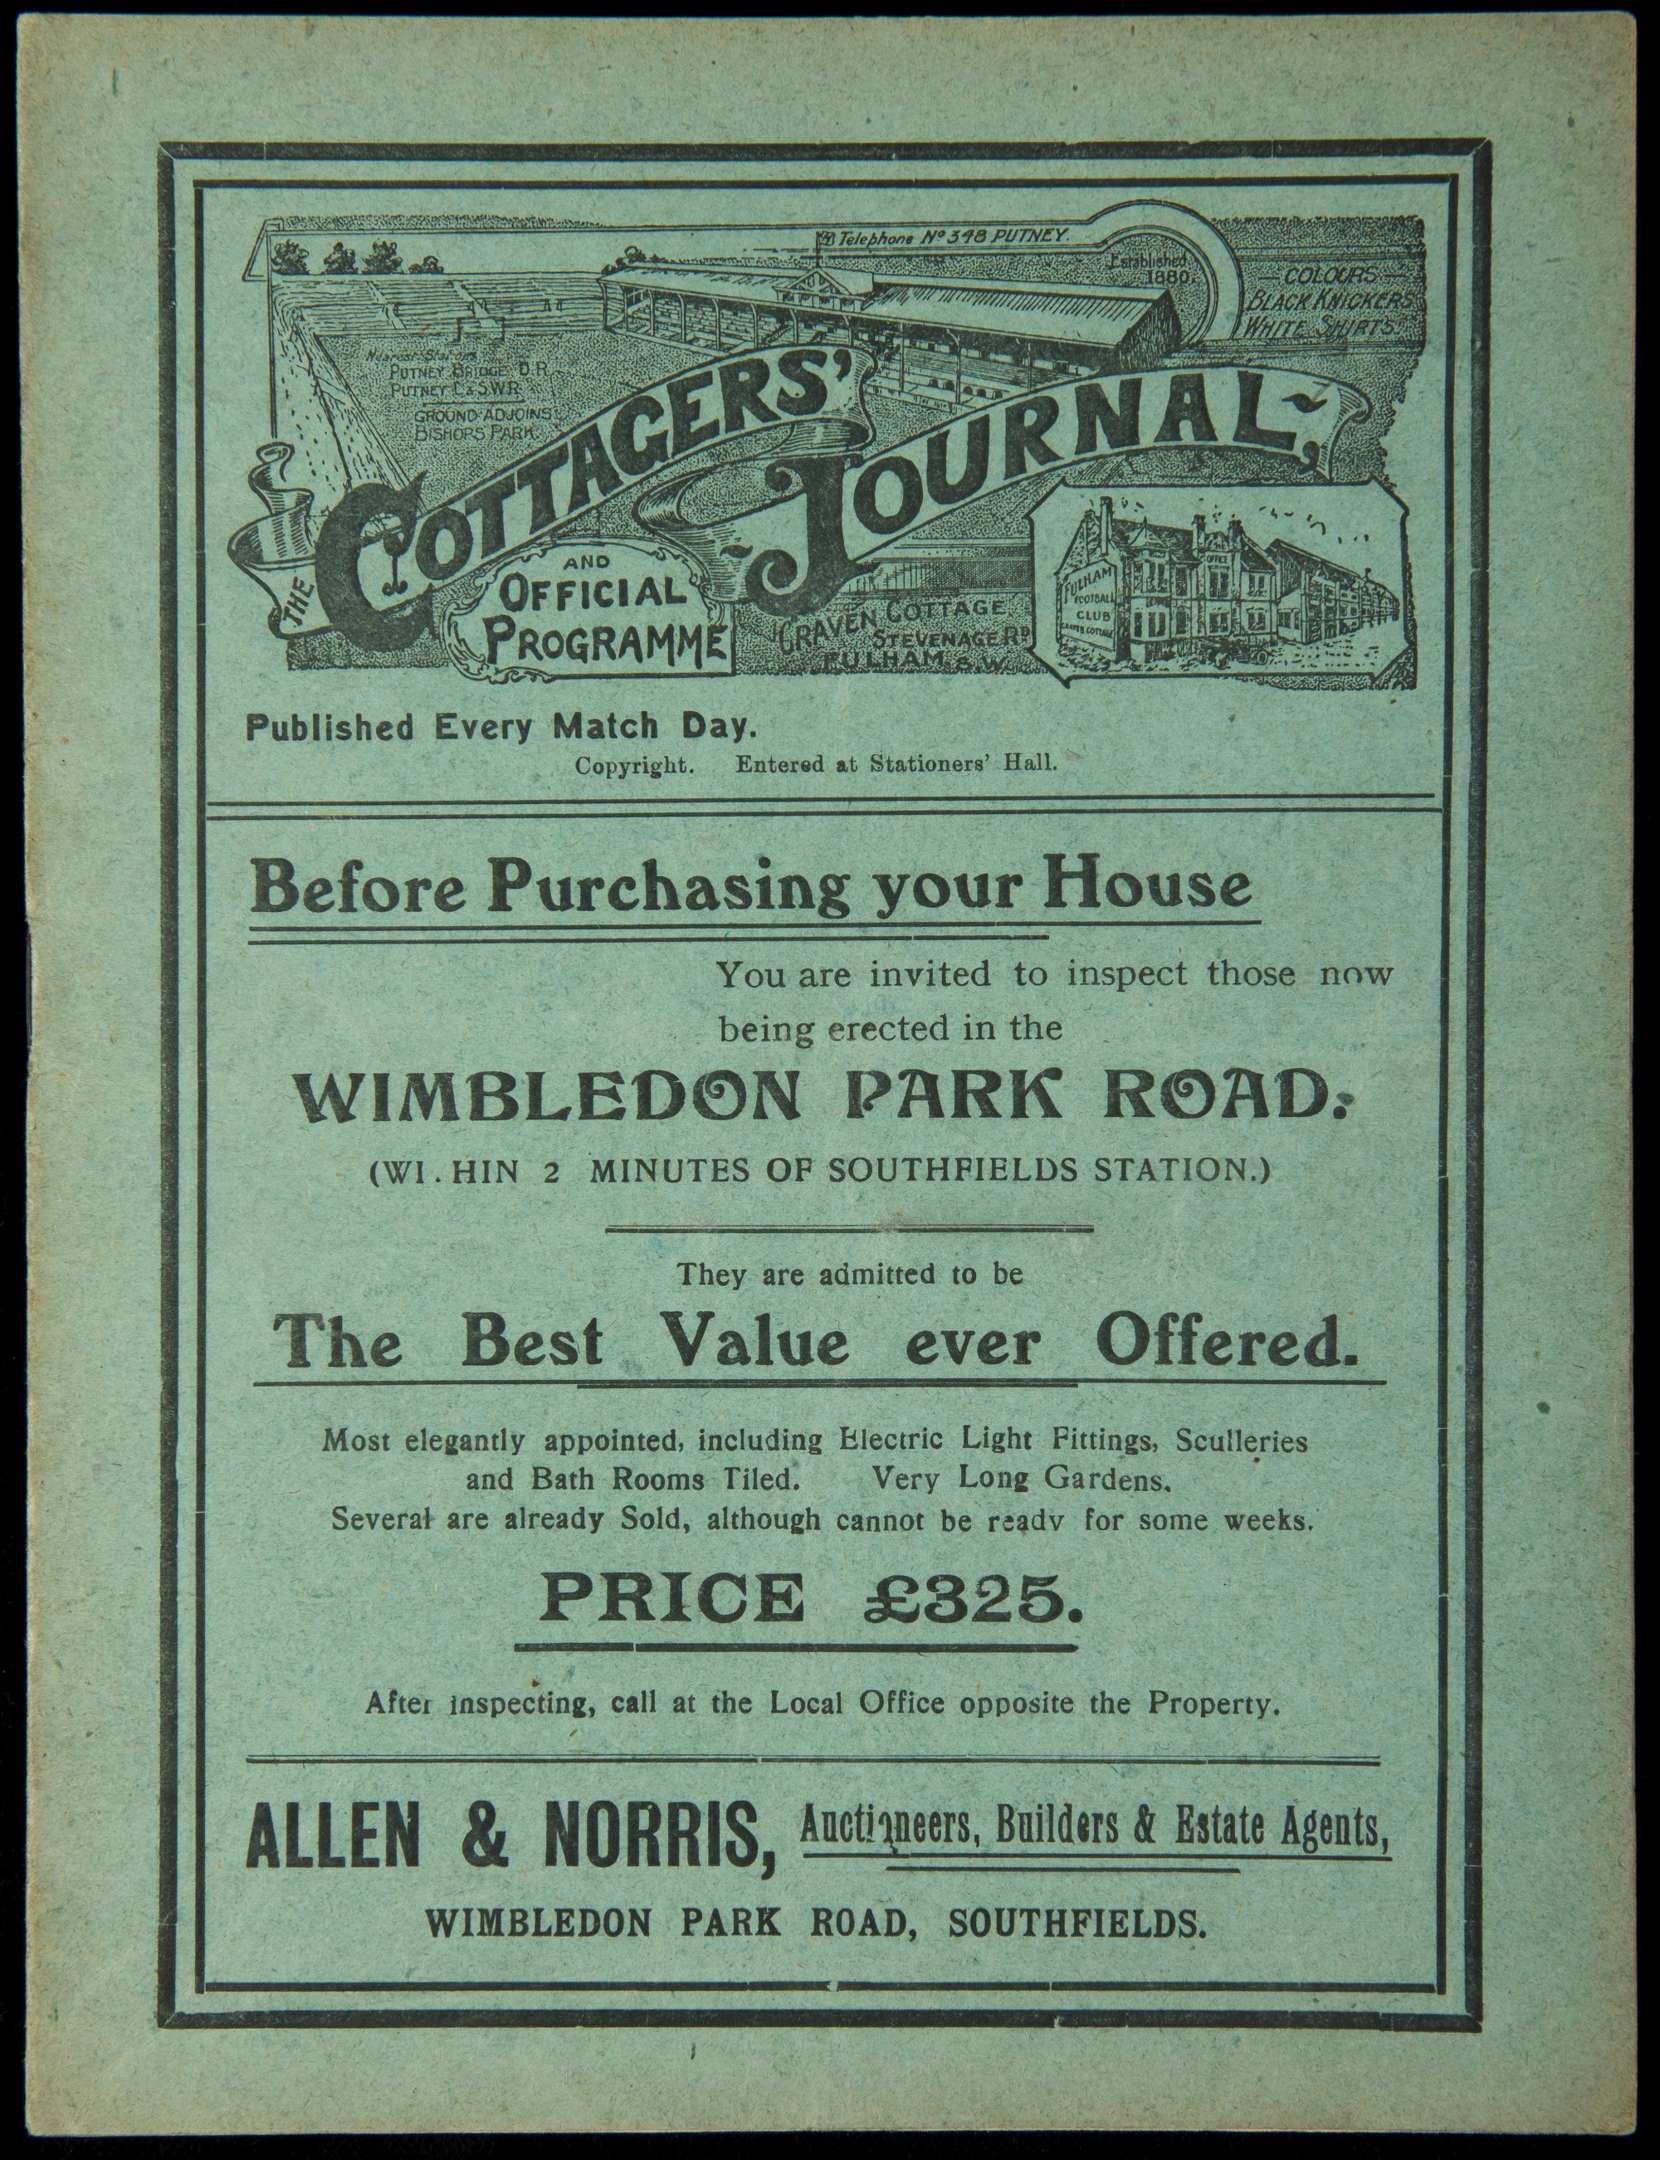 Telephone No 348 PUTNEY.
Established
1880.
COLOURS
BLACK KNICKERS
WHITE SHIRTS
Nearest Stations
PUTNEY BRIDGE D.R.
PUTNEY L&S.W.R.
GROUND ADJOINS
BISHOPS PARK.
THE COTTAGERS' JOURNAL,
AND
OFFICIAL
PROGRAMME
CRAVEN COTTAGE
STEVENAGE RD
FULHAM S.W.
OFFICE
FULHAM
FOOTBALL
CLUB
CRAVEN COTTAGE
Published Every Match Day.
Copyright. Entered at Stationers' Hall.
Before Purchasing your House
You are invited to inspect those now
being erected in the
WIMBLEDON PARK ROAD.
(WI.HIN 2 MINUTES OF SOUTHFIELDS STATION.)
They are admitted to be
The Best Value ever Offered.
Most elegantly appointed, including Electric Light Fittings, Sculleries
and Bath Rooms Tiled. Very Long Gardens.
Several are already Sold, although cannot be ready for some weeks.
PRICE £325.
After inspecting, call at the Local Office opposite the Property.
ALLEN & NORRIS, Auctioneers, Builders & Estate Agents,
WIMBLEDON PARK ROAD, SOUTHFIELDS.